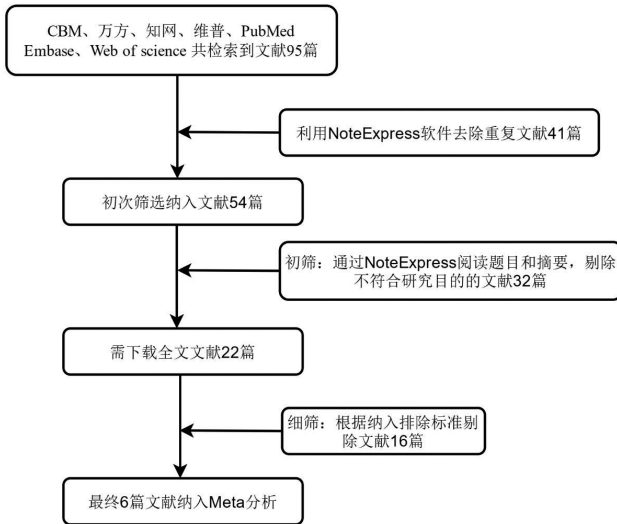 CBM、万方、知网、维普、PubMed
Embase、Web of science 共检索到文献95篇
利用NoteExpress软件去除重复文献41篇
初次筛选纳入文献54篇
初筛：通过NoteExpress阅读题目和摘要，剔除
不符合研究目的的文献32篇
需下载全文文献22篇
细筛：根据纳入排除标准剔
除文献16篇
最终6篇文献纳入Meta分析